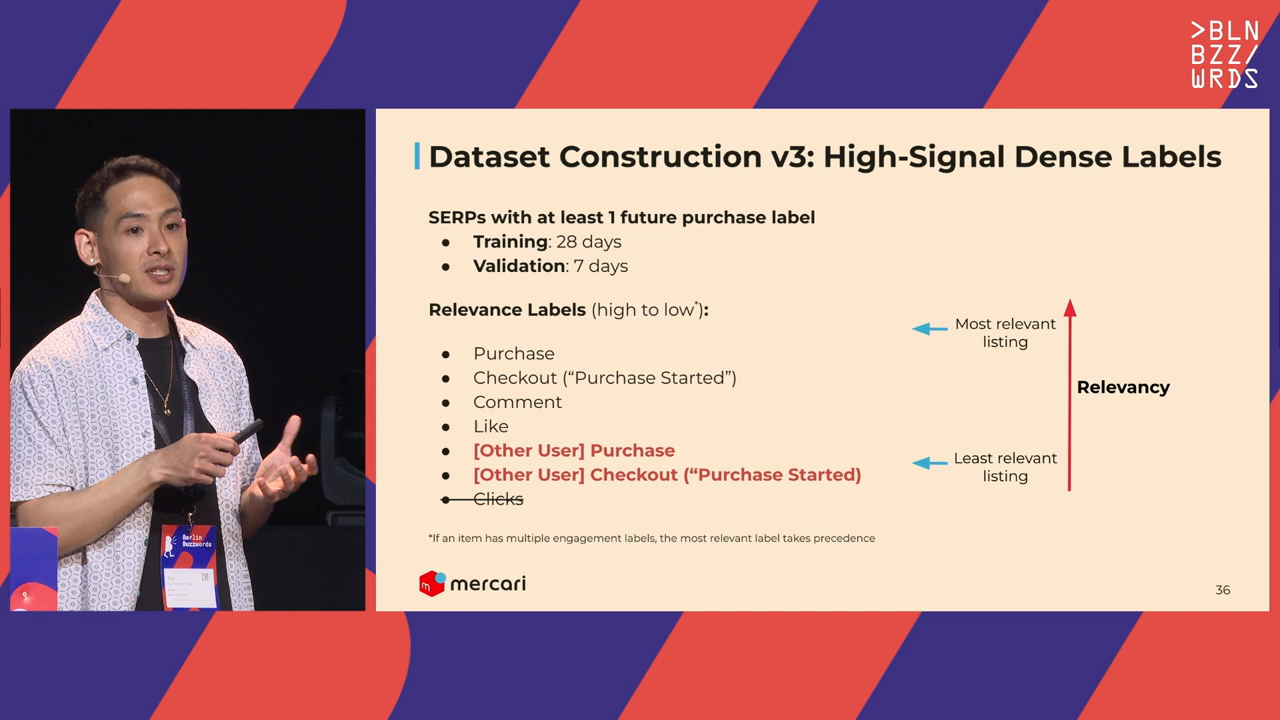 >BLN
BZZ/
WRDS
Dataset Construction v3: High-Signal Dense Labels
SERPs with at least 1 future purchase label
● Training: 28 days
● Validation: 7 days
Relevance Labels (high to low*):
● Purchase
● Checkout (“Purchase Started”)
● Comment
● Like
● [Other User] Purchase
● [Other User] Checkout (“Purchase Started)
● Clicks
Most relevant
listing
Relevancy
Least relevant
listing
*If an item has multiple engagement labels, the most relevant label takes precedence
m mercari
36
Berlin
Buzzwords